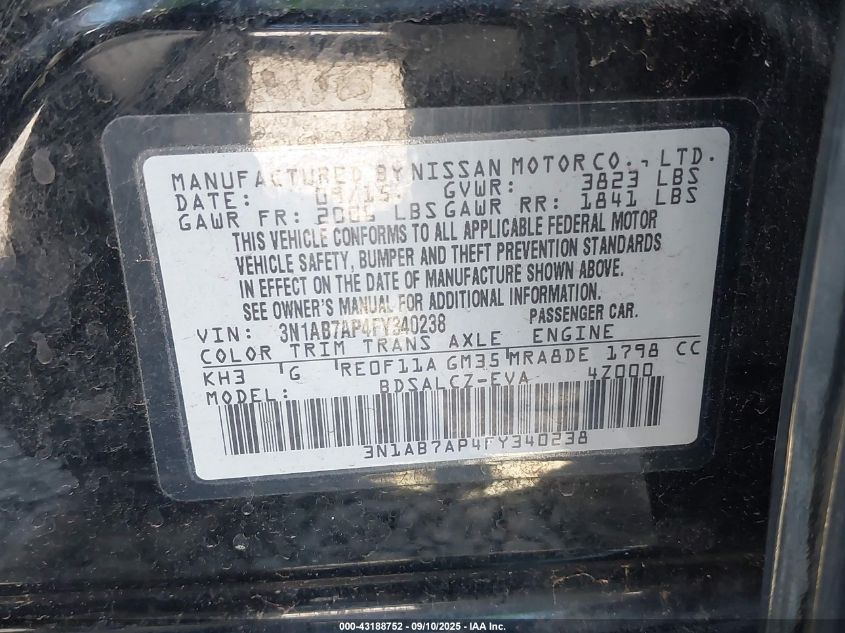 MANUFACTURED BY NISSAN MOTOR CO., LTD.
DATE: GVWR: 3823 LBS
GAWR FR: LBS GAWR RR: 1841 LBS
THIS VEHICLE CONFORMS TO ALL APPLICABLE FEDERAL MOTOR
VEHICLE SAFETY, BUMPER AND THEFT PREVENTION STANDARDS
IN EFFECT ON THE DATE OF MANUFACTURE SHOWN ABOVE.
SEE OWNER'S MANUAL FOR ADDITIONAL INFORMATION.
VIN: 3N1AB7AP4FY340238 PASSENGER CAR.
COLOR TRIM TRANS AXLE ENGINE
KH3 'G 'RE0F11A GM35'MRA8DE 1798 CC
MODEL: BDSALCZ-EVA 4Z000
3N1AB7AP4FY340238
000-43188752 - 09/10/2025 - IAA Inc.